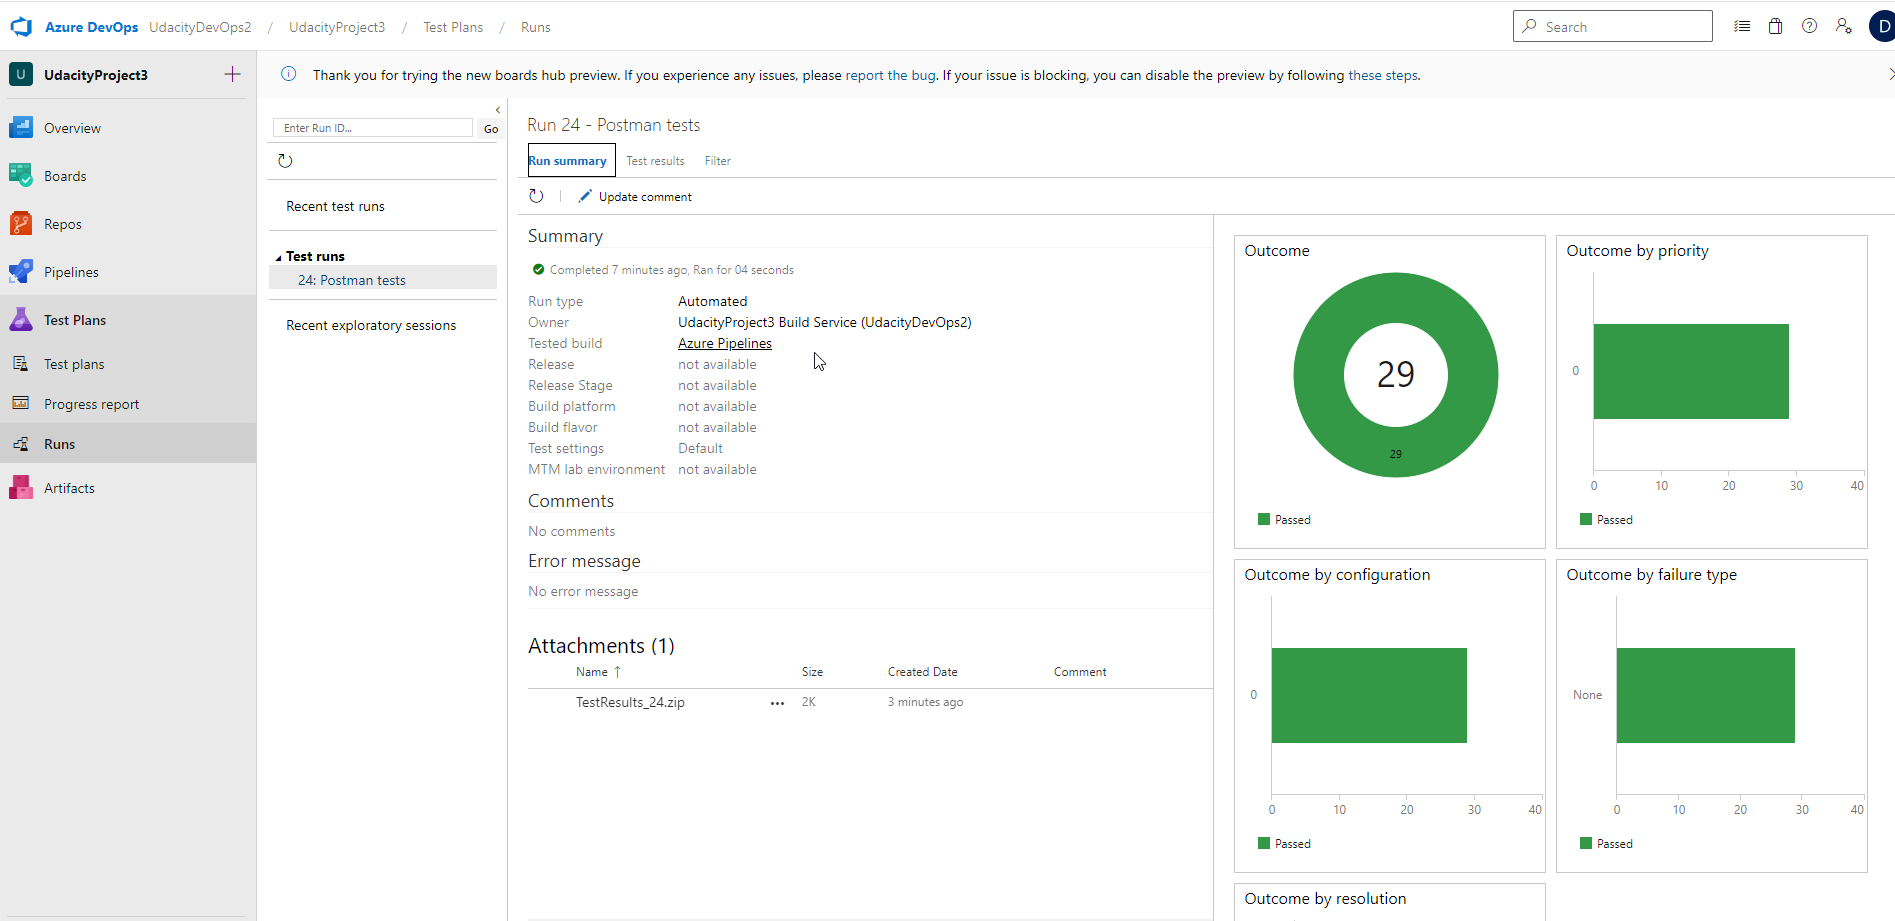 Azure DevOps UdacityDevOps2 / UdacityProject3 / Test Plans / Runs
Search
D
U UdacityProject3
Overview
Boards
Repos
Pipelines
Test Plans
Test plans
Progress report
Runs
Artifacts
Thank you for trying the new boards hub preview. If you experience any issues, please report the bug. If your issue is blocking, you can disable the preview by following these steps.
Enter Run ID... Go
Recent test runs
Test runs
24: Postman tests
Recent exploratory sessions
Run 24 - Postman tests
Run summary Test results Filter
Update comment
Summary
Completed 7 minutes ago, Ran for 04 seconds
Run type Automated
Owner UdacityProject3 Build Service (UdacityDevOps2)
Tested build Azure Pipelines
Release not available
Release Stage not available
Build platform not available
Build flavor not available
Test settings Default
MTM lab environment not available
Comments
No comments
Error message
No error message
Attachments (1)
Name ↑ Size Created Date Comment
TestResults_24.zip ... 2K 3 minutes ago
Outcome
29
29
Passed
Outcome by priority
0
0 10 20 30 40
Passed
Outcome by configuration
0
0 10 20 30 40
Passed
Outcome by failure type
None
0 10 20 30 40
Passed
Outcome by resolution